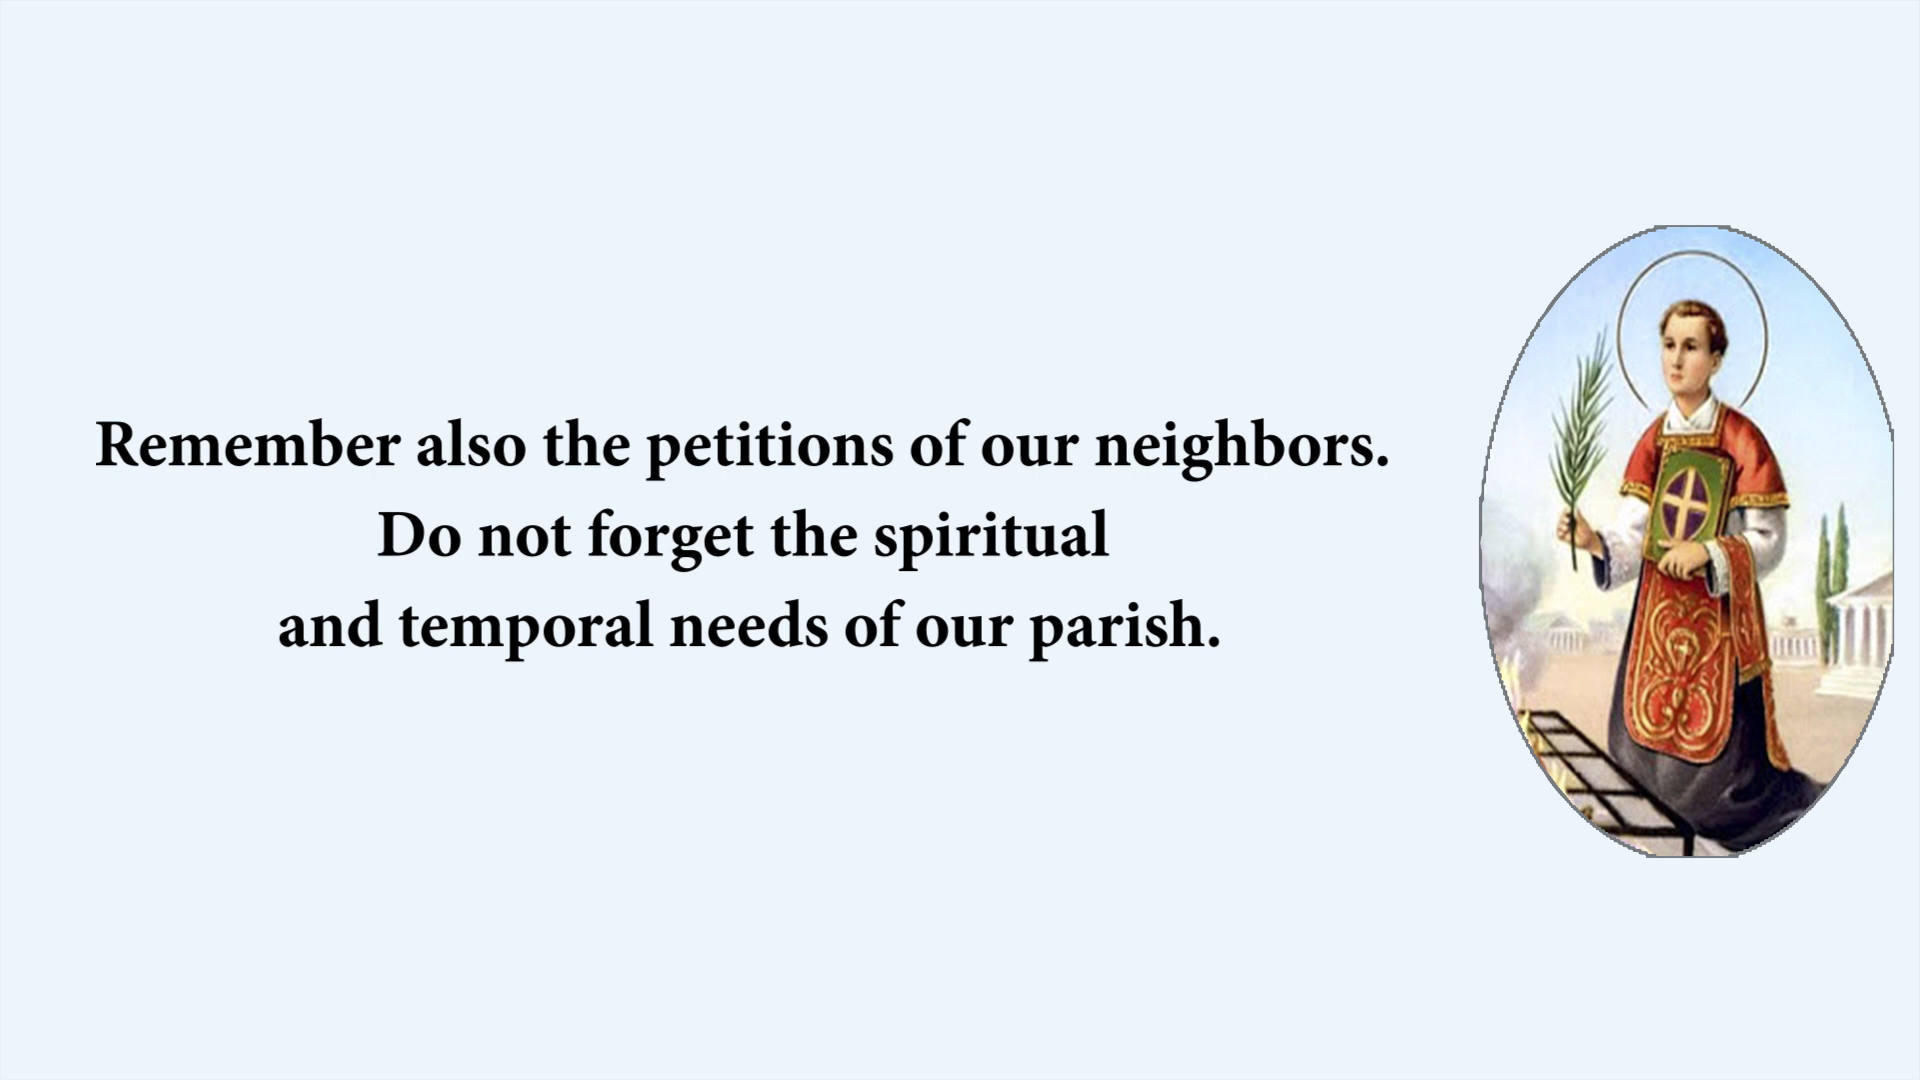 Remember also the petitions of our neighbors.
Do not forget the spiritual
and temporal needs of our parish.